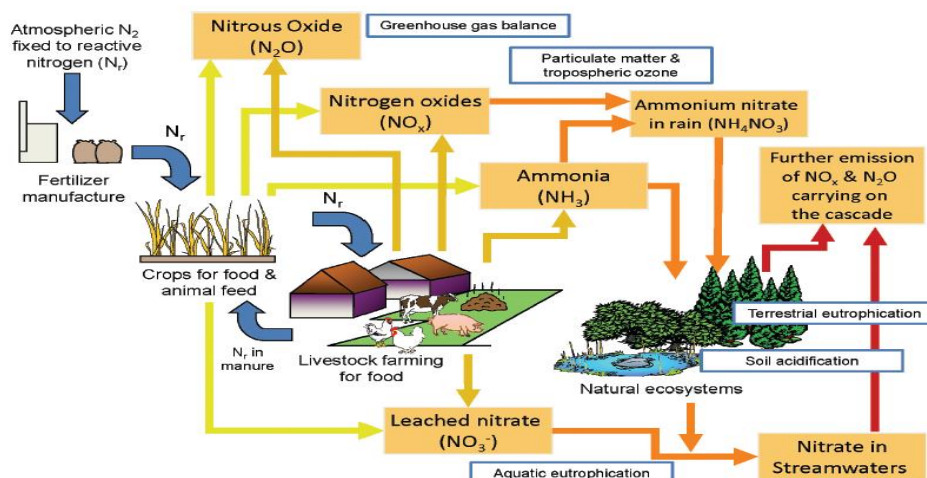 Atmospheric N₂
fixed to reactive
nitrogen (Nᵣ)
Nitrous Oxide
(N₂O)
Greenhouse gas balance
Particulate matter &
tropospheric ozone
Nitrogen oxides
(NOₓ)
Ammonium nitrate
in rain (NH₄NO₃)
Nᵣ
Fertilizer
manufacture
Ammonia
(NH₃)
Further emission
of NOₓ & N₂O
carrying on
the cascade
Nᵣ
Crops for food &
animal feed
Nᵣ in
manure
Livestock farming
for food
Terrestrial eutrophication
Soil acidification
Natural ecosystems
Leached nitrate
(NO₃⁻)
Aquatic eutrophication
Nitrate in
Streamwaters